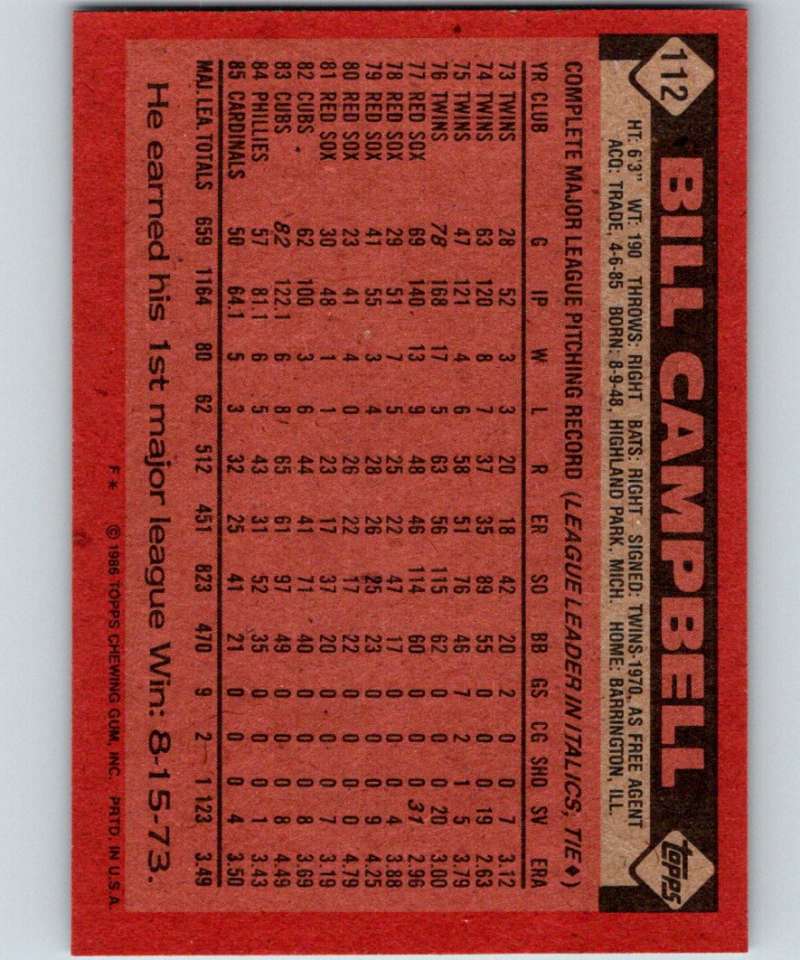 112
BILL CAMPBELL
topps
HT: 6'3" WT: 190 THROWS: RIGHT BATS: RIGHT SIGNED: TWINS-1970, AS FREE AGENT
ACQ: TRADE, 4-6-85 BORN: 8-9-48, HIGHLAND PARK, MICH. HOME: BARRINGTON, ILL.
COMPLETE MAJOR LEAGUE PITCHING RECORD (LEAGUE LEADER IN ITALICS, TIE ♦)
YR CLUB G IP W L R ER SO BB GS CG SHO SV ERA
73 TWINS 28 52 3 3 20 18 42 20 2 0 0 7 3.12
74 TWINS 63 120 8 7 37 35 89 55 0 0 0 19 2.63
75 TWINS 47 121 4 6 58 51 76 46 7 2 1 5 3.79
76 TWINS 78 168 17 5 63 56 115 62 0 0 0 20 3.00
77 RED SOX 69 140 13 9 48 46 114 60 0 0 0 31 2.96
78 RED SOX 29 51 7 5 25 22 47 17 0 0 0 4 3.88
79 RED SOX 41 55 3 4 28 26 25 23 0 0 0 9 4.25
80 RED SOX 23 41 4 0 26 22 17 22 0 0 0 0 4.79
81 RED SOX 30 48 1 1 23 17 37 20 0 0 0 7 3.19
82 CUBS 62 100 3 6 44 41 71 40 0 0 0 8 3.69
83 CUBS 82 122.1 6 8 65 61 97 49 0 0 0 8 4.49
84 PHILLIES 57 81.1 6 5 43 31 52 35 0 0 0 1 3.43
85 CARDINALS 50 64.1 5 3 32 25 41 21 0 0 0 4 3.50
MAJ. LEA. TOTALS 659 1164 80 62 512 451 823 470 9 2 1 123 3.49
He earned his 1st major league Win: 8-15-73.
F* © 1986 TOPPS CHEWING GUM, INC. PRTD. IN U.S.A.